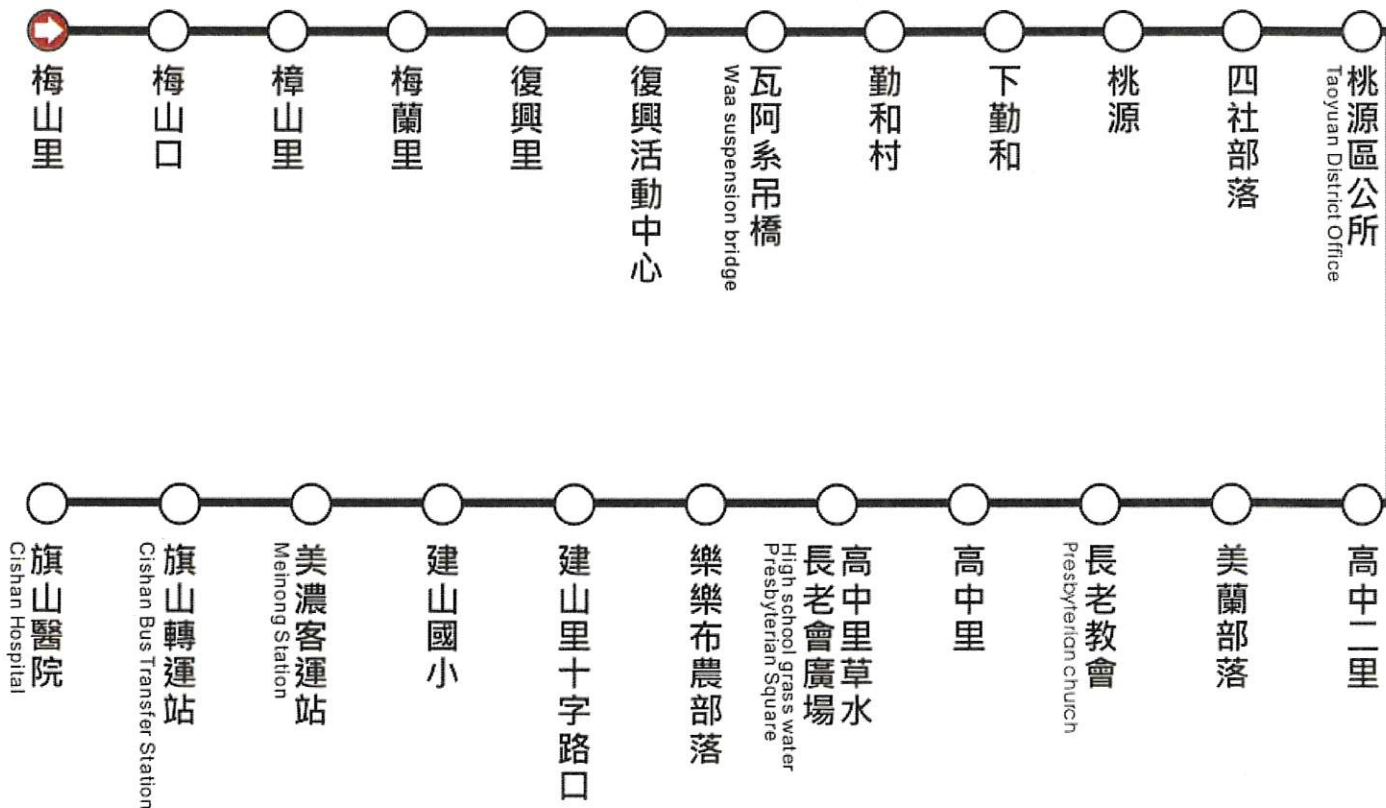 梅山里
梅山口
樟山里
梅蘭里
復興里
復興活動中心
瓦阿系吊橋
Waa suspension bridge
勤和村
下勤和
桃源
四社部落
桃源區公所
Taoyuan District Office
旗山醫院
Cishan Hospital
旗山轉運站
Cishan Bus Transfer Station
美濃客運站
Meinong Station
建山國小
建山里十字路口
樂樂布農部落
高中里草水
長老會廣場
High school grass water
Presbyterian Square
高中里
長老教會
Presbyterian church
美蘭部落
高中二里